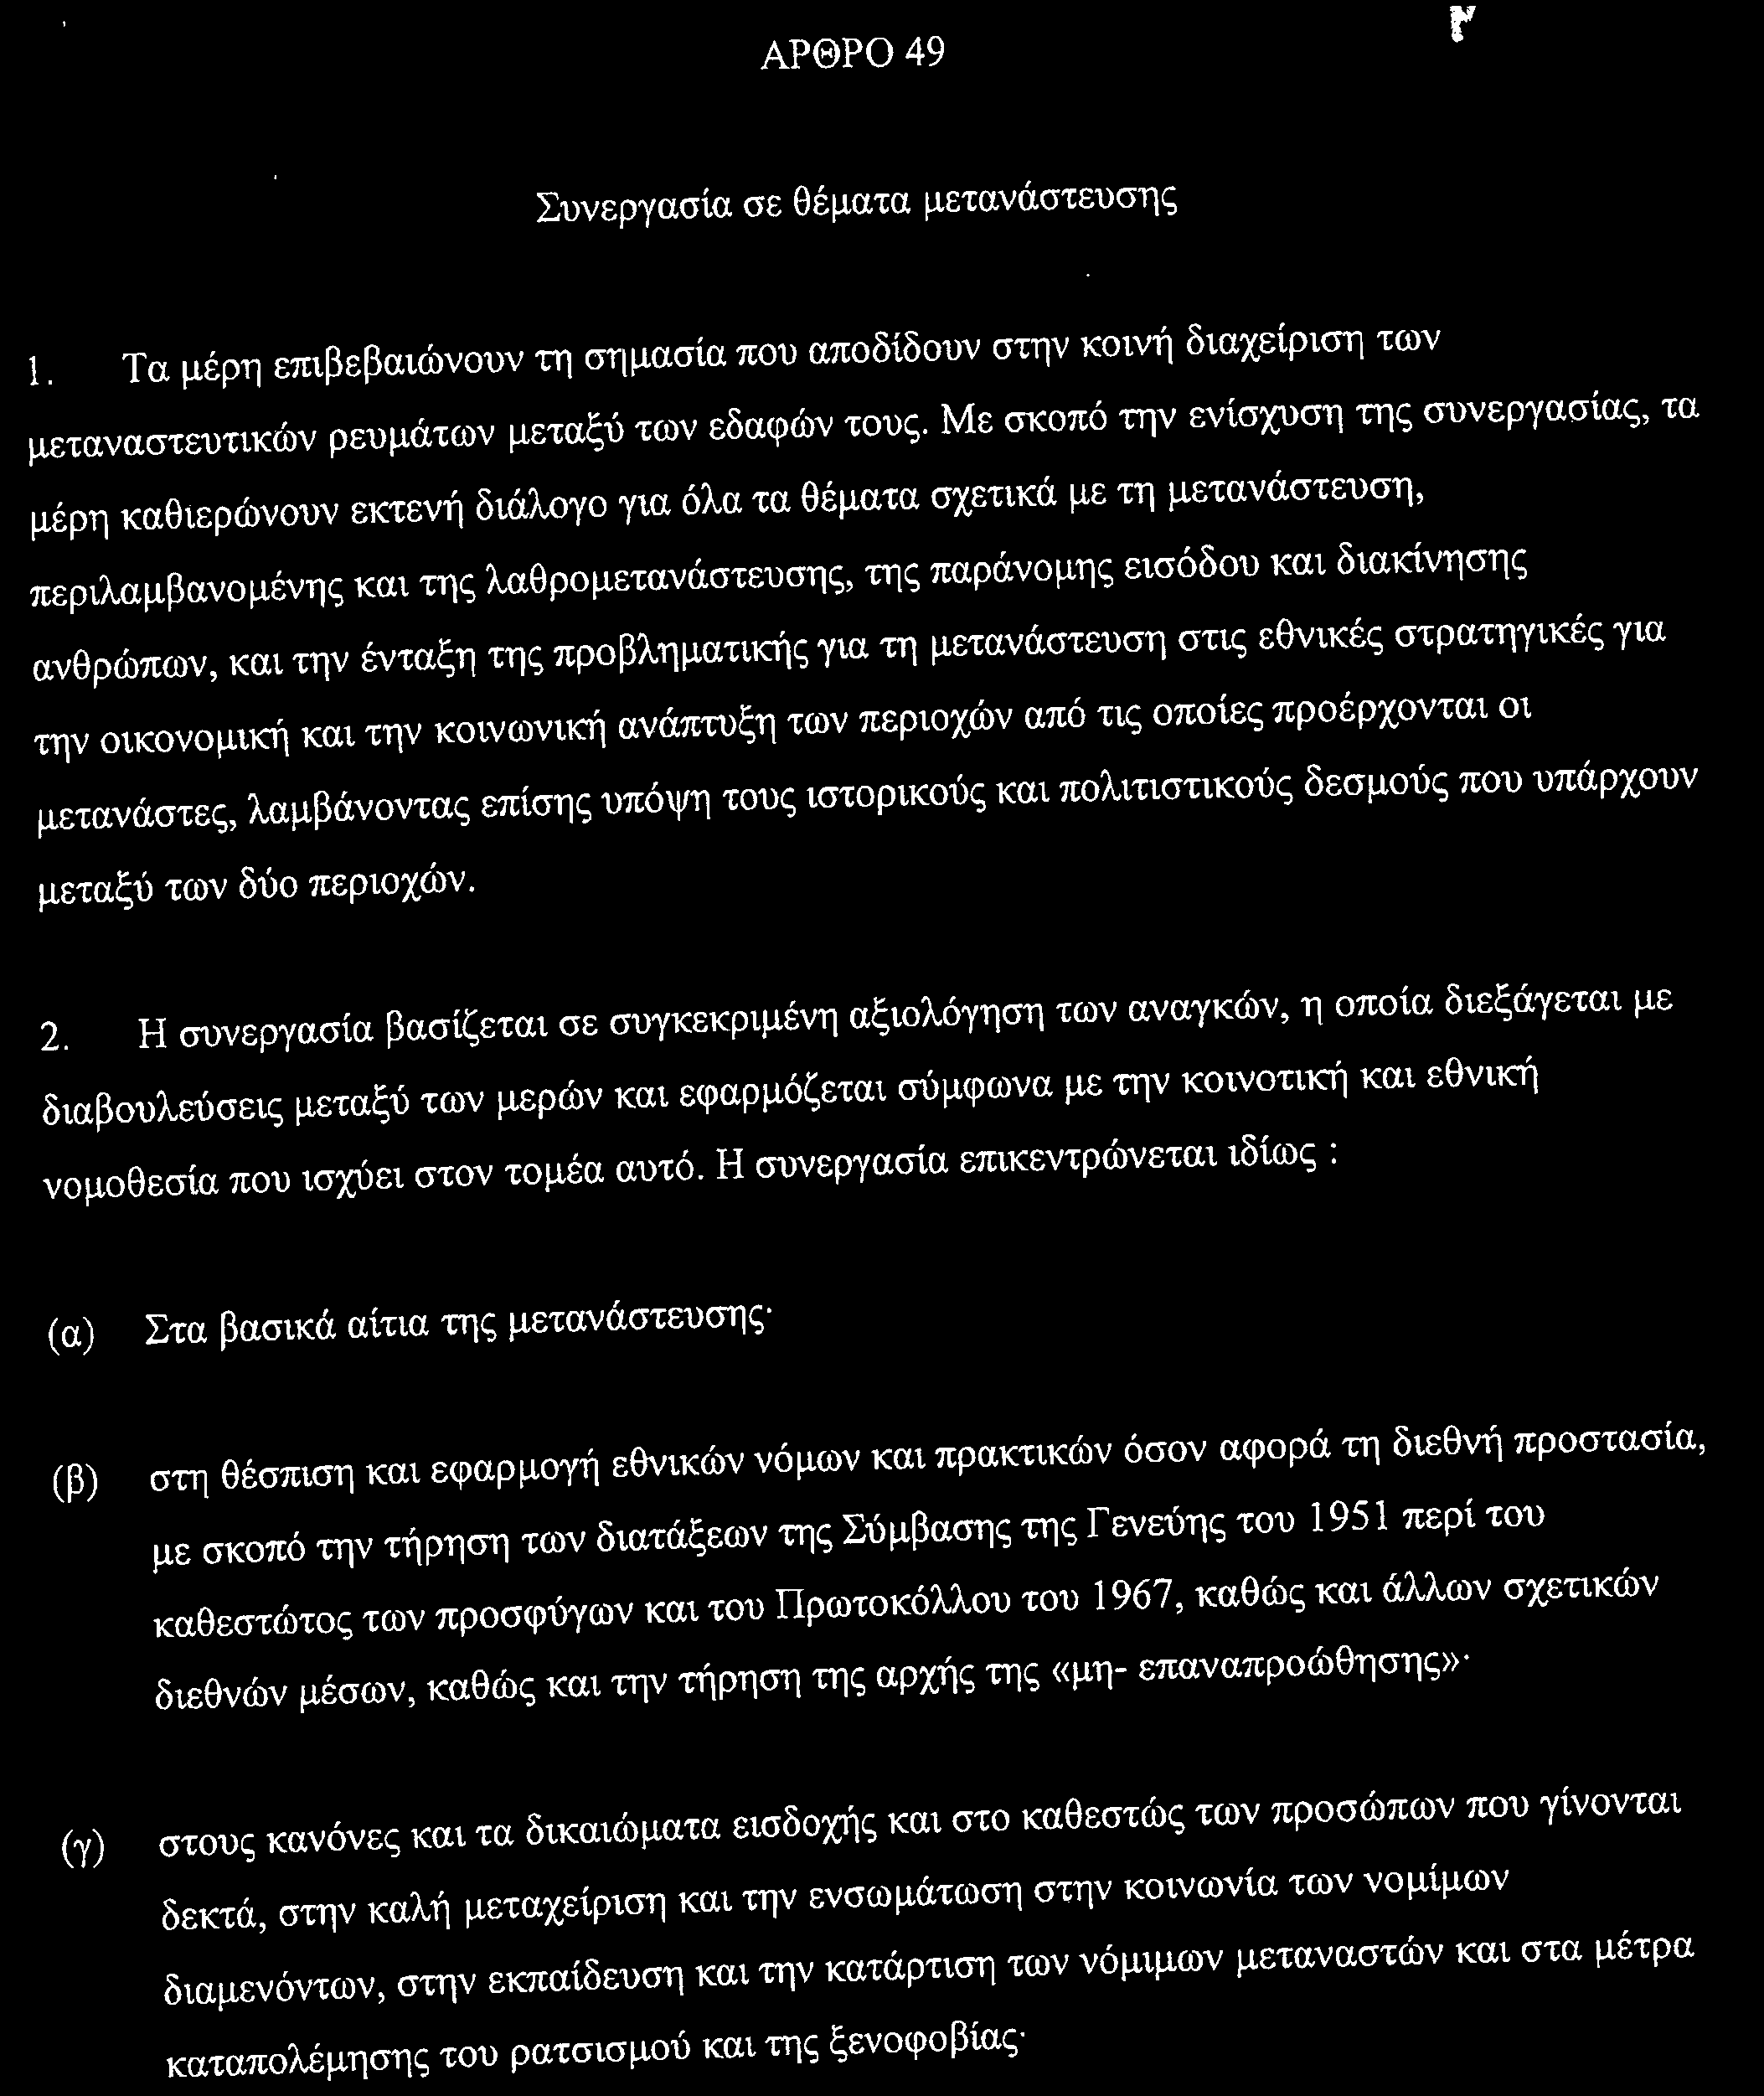 ΑΡΘΡΟ 49
Συνεργασία σε θέματα μετανάστευσης
1. Τα μέρη επιβεβαιώνουν τη σημασία που αποδίδουν στην κοινή διαχείριση των
μεταναστευτικών ρευμάτων μεταξύ των εδαφών τους. Με σκοπό την ενίσχυση της συνεργασίας, τα
μέρη καθιερώνουν εκτενή διάλογο για όλα τα θέματα σχετικά με τη μετανάστευση,
περιλαμβανομένης και της λαθρομετανάστευσης, της παράνομης εισόδου και διακίνησης
ανθρώπων, και την ένταξη της προβληματικής για τη μετανάστευση στις εθνικές στρατηγικές για
την οικονομική και την κοινωνική ανάπτυξη των περιοχών από τις οποίες προέρχονται οι
μετανάστες, λαμβάνοντας επίσης υπόψη τους ιστορικούς και πολιτιστικούς δεσμούς που υπάρχουν
μεταξύ των δύο περιοχών.
2. Η συνεργασία βασίζεται σε συγκεκριμένη αξιολόγηση των αναγκών, η οποία διεξάγεται με
διαβουλεύσεις μεταξύ των μερών και εφαρμόζεται σύμφωνα με την κοινοτική και εθνική
νομοθεσία που ισχύει στον τομέα αυτό. Η συνεργασία επικεντρώνεται ιδίως :
(α) Στα βασικά αίτια της μετανάστευσης·
(β) στη θέσπιση και εφαρμογή εθνικών νόμων και πρακτικών όσον αφορά τη διεθνή προστασία,
με σκοπό την τήρηση των διατάξεων της Σύμβασης της Γενεύης του 1951 περί του
καθεστώτος των προσφύγων και του Πρωτοκόλλου του 1967, καθώς και άλλων σχετικών
διεθνών μέσων, καθώς και την τήρηση της αρχής της «μη- επαναπροώθησης»·
(γ) στους κανόνες και τα δικαιώματα εισδοχής και στο καθεστώς των προσώπων που γίνονται
δεκτά, στην καλή μεταχείριση και την ενσωμάτωση στην κοινωνία των νομίμων
διαμενόντων, στην εκπαίδευση και την κατάρτιση των νόμιμων μεταναστών και στα μέτρα
καταπολέμησης του ρατσισμού και της ξενοφοβίας·